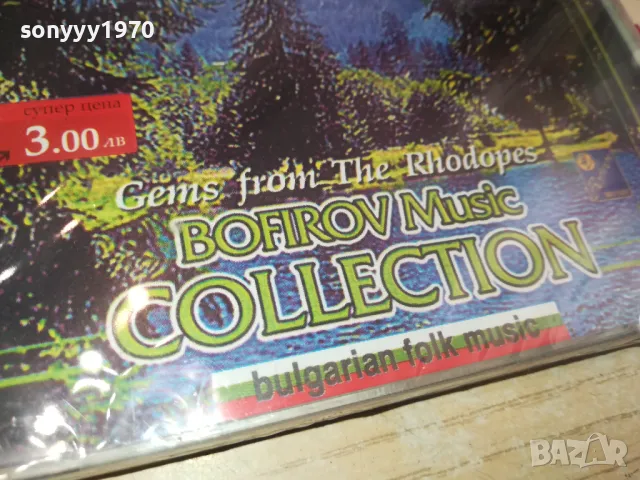 sonyyy1970
супер цена
3.00 лв
Gems from The Rhodopes
BOFIROV Music
COLLECTION
bulgarian folk music
BAZAR